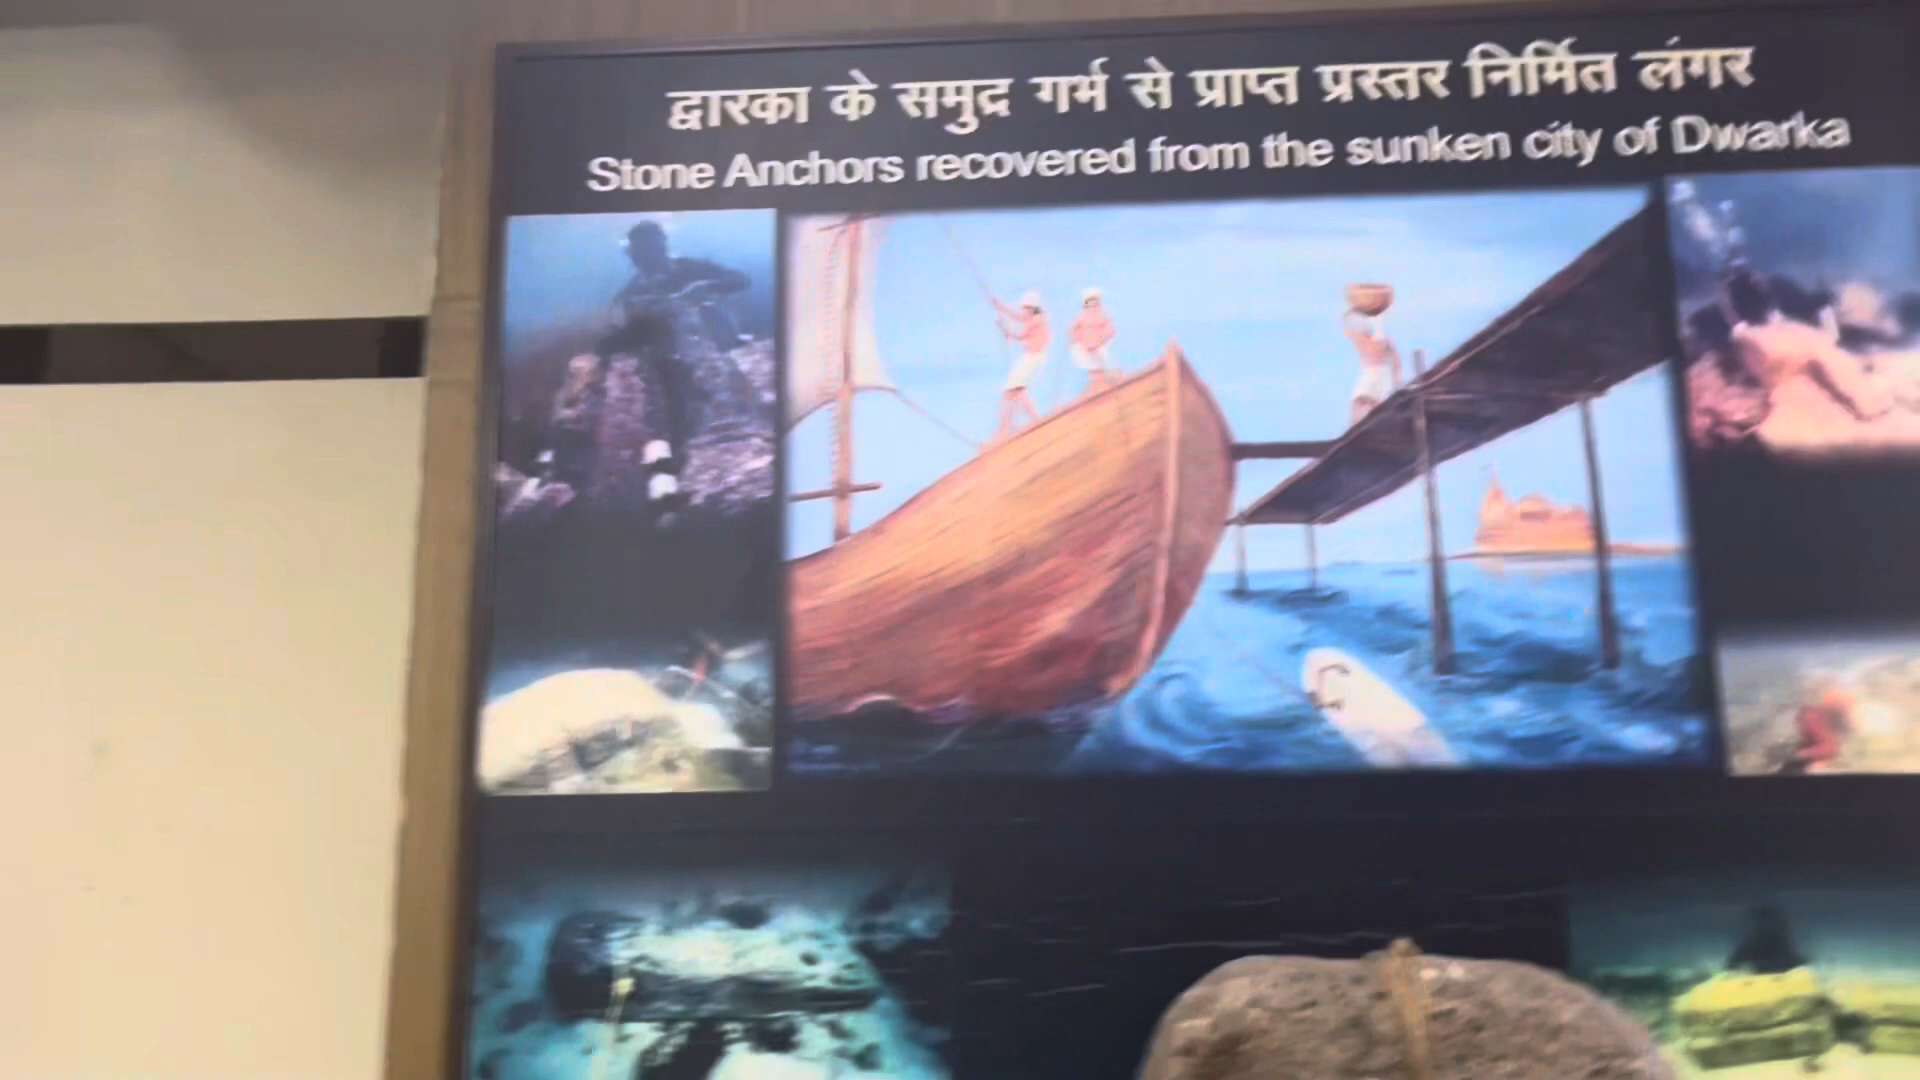 द्वारका के समुद्र गर्भ से प्राप्त प्रस्तर निर्मित लंगर
Stone Anchors recovered from the sunken city of Dwarka